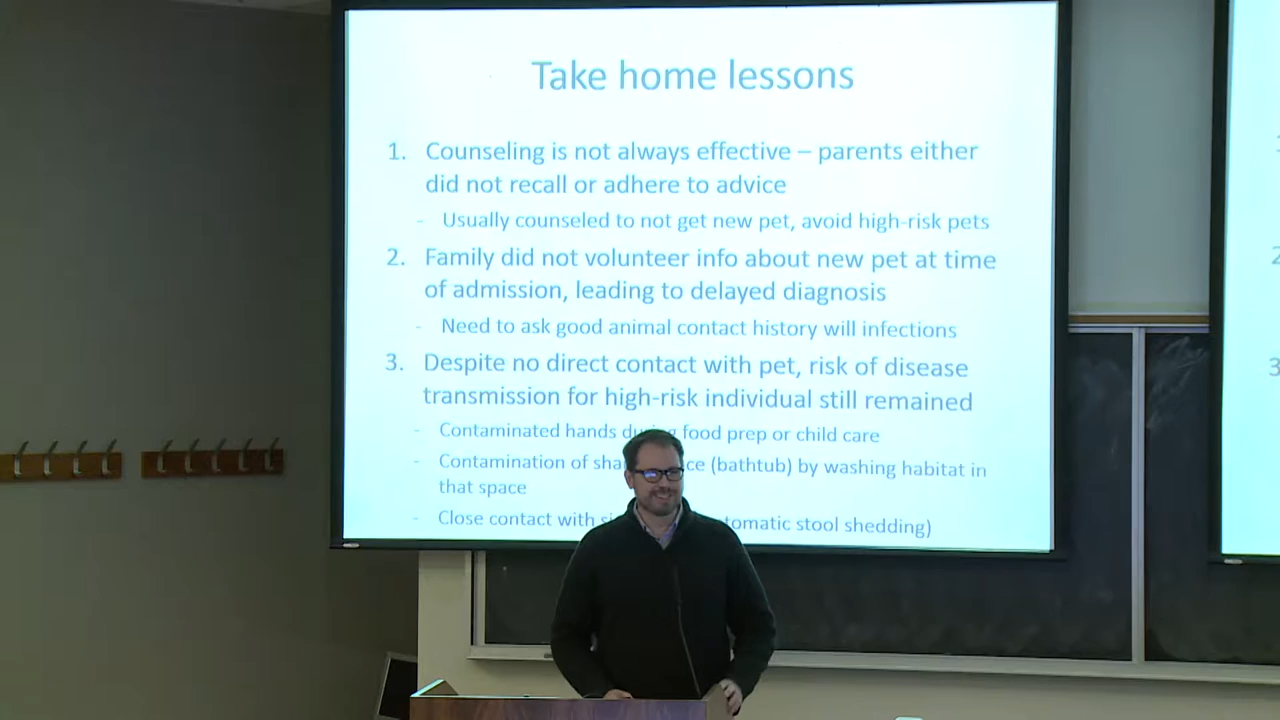 Take home lessons
1. Counseling is not always effective – parents either
did not recall or adhere to advice
- Usually counseled to not get new pet, avoid high-risk pets
2. Family did not volunteer info about new pet at time
of admission, leading to delayed diagnosis
- Need to ask good animal contact history will infections
3. Despite no direct contact with pet, risk of disease
transmission for high-risk individual still remained
- Contaminated hands during food prep or child care
- Contamination of (bathtub) by washing habitat in
that space
- Close contact with stool shedding)
2
3